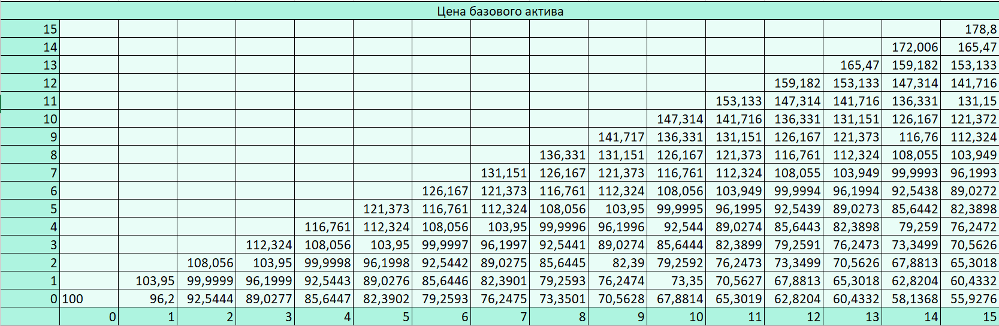 Цена базового актива
15 178,8
14 172,006 165,47
13 165,47 159,182 153,133
12 159,182 153,133 147,314 141,716
11 153,133 147,314 141,716 136,331 131,15
10 147,314 141,716 136,331 131,151 126,167 121,372
9 141,717 136,331 131,151 126,167 121,373 116,76 112,324
8 136,331 131,151 126,167 121,373 116,761 112,324 108,055 103,949
7 131,151 126,167 121,373 116,761 112,324 108,055 103,949 99,9993 96,1993
6 126,167 121,373 116,761 112,324 108,056 103,949 99,9994 96,1994 92,5438 89,0272
5 121,373 116,761 112,324 108,056 103,95 99,9995 96,1995 92,5439 89,0273 85,6442 82,3898
4 116,761 112,324 108,056 103,95 99,9996 96,1996 92,544 89,0274 85,6443 82,3898 79,259 76,2472
3 112,324 108,056 103,95 99,9997 96,1997 92,5441 89,0274 85,6444 82,3899 79,2591 76,2473 73,3499 70,5626
2 108,056 103,95 99,9998 96,1998 92,5442 89,0275 85,6445 82,39 79,2592 76,2473 73,3499 70,5626 67,8813 65,3018
1 103,95 99,9999 96,1999 92,5443 89,0276 85,6446 82,3901 79,2593 76,2474 73,35 70,5627 67,8813 65,3018 62,8204 60,4332
0 100 96,2 92,5444 89,0277 85,6447 82,3902 79,2593 76,2475 73,3501 70,5628 67,8814 65,3019 62,8204 60,4332 58,1368 55,9276
0 1 2 3 4 5 6 7 8 9 10 11 12 13 14 15